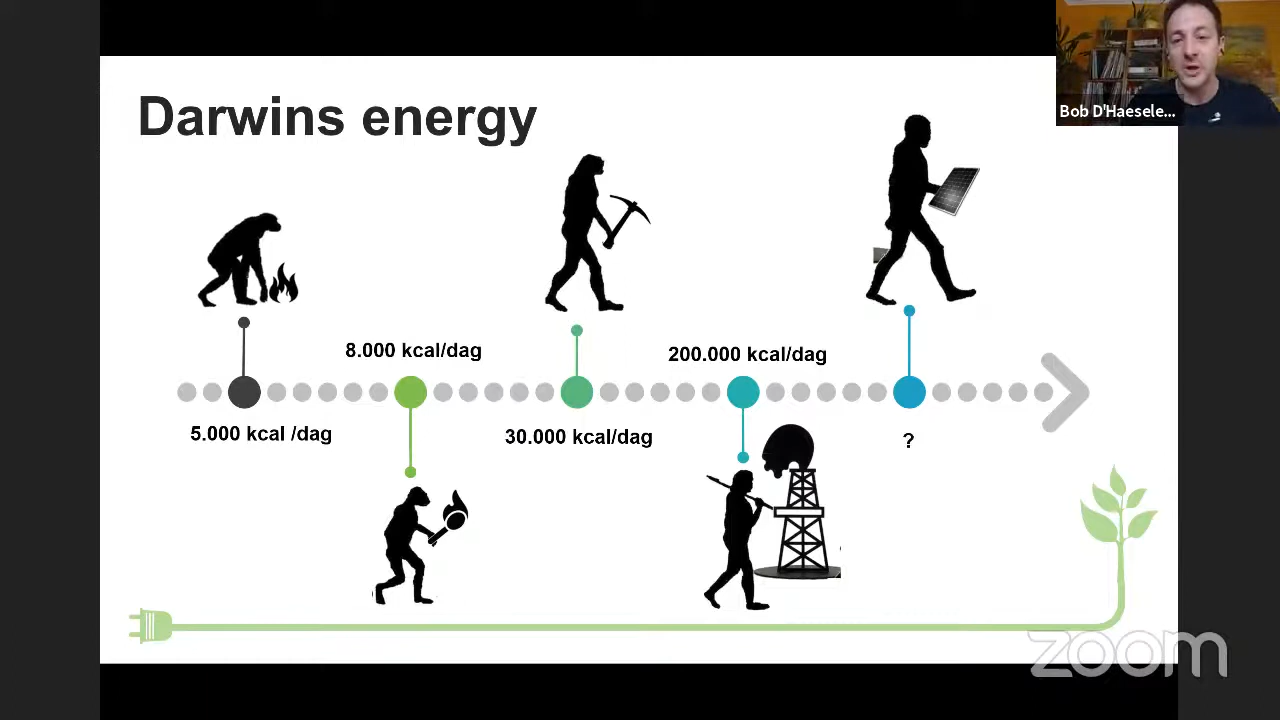 Darwins energy
Bob D'Haesele...
8.000 kcal/dag
200.000 kcal/dag
5.000 kcal /dag
30.000 kcal/dag
?
zoom